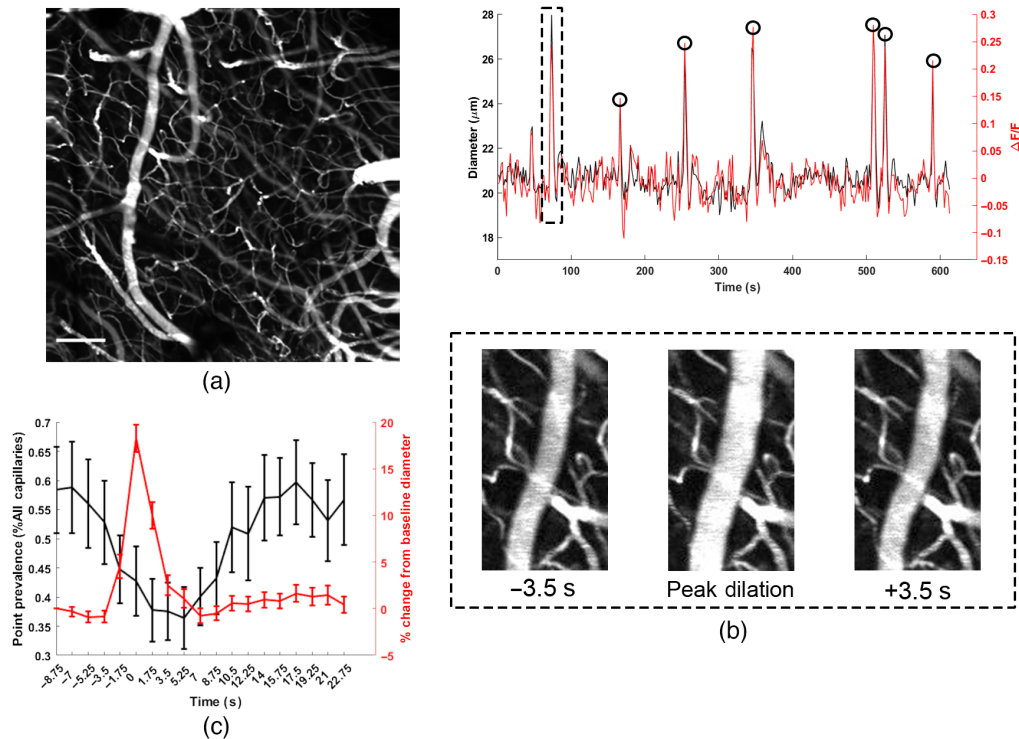 28
26
24
22
20
18
Diameter (μm)
0.3
0.25
0.2
0.15
0.1
0.05
0
−0.05
−0.1
−0.15
△F/F
0 100 200 300 400 500 600
Time (s)
(a)
−3.5 s Peak dilation +3.5 s
(b)
0.7
0.65
0.6
0.55
0.5
0.45
0.4
0.35
0.3
Point prevalence (%All capillaries)
20
15
10
5
0
−5
% change from baseline diameter
−8.75 −7 −5.25 −3.5 −1.75 0 1.75 3.5 5.25 7 8.75 10.5 12.25 14 15.75 17.5 19.25 21 22.75
Time (s)
(c)